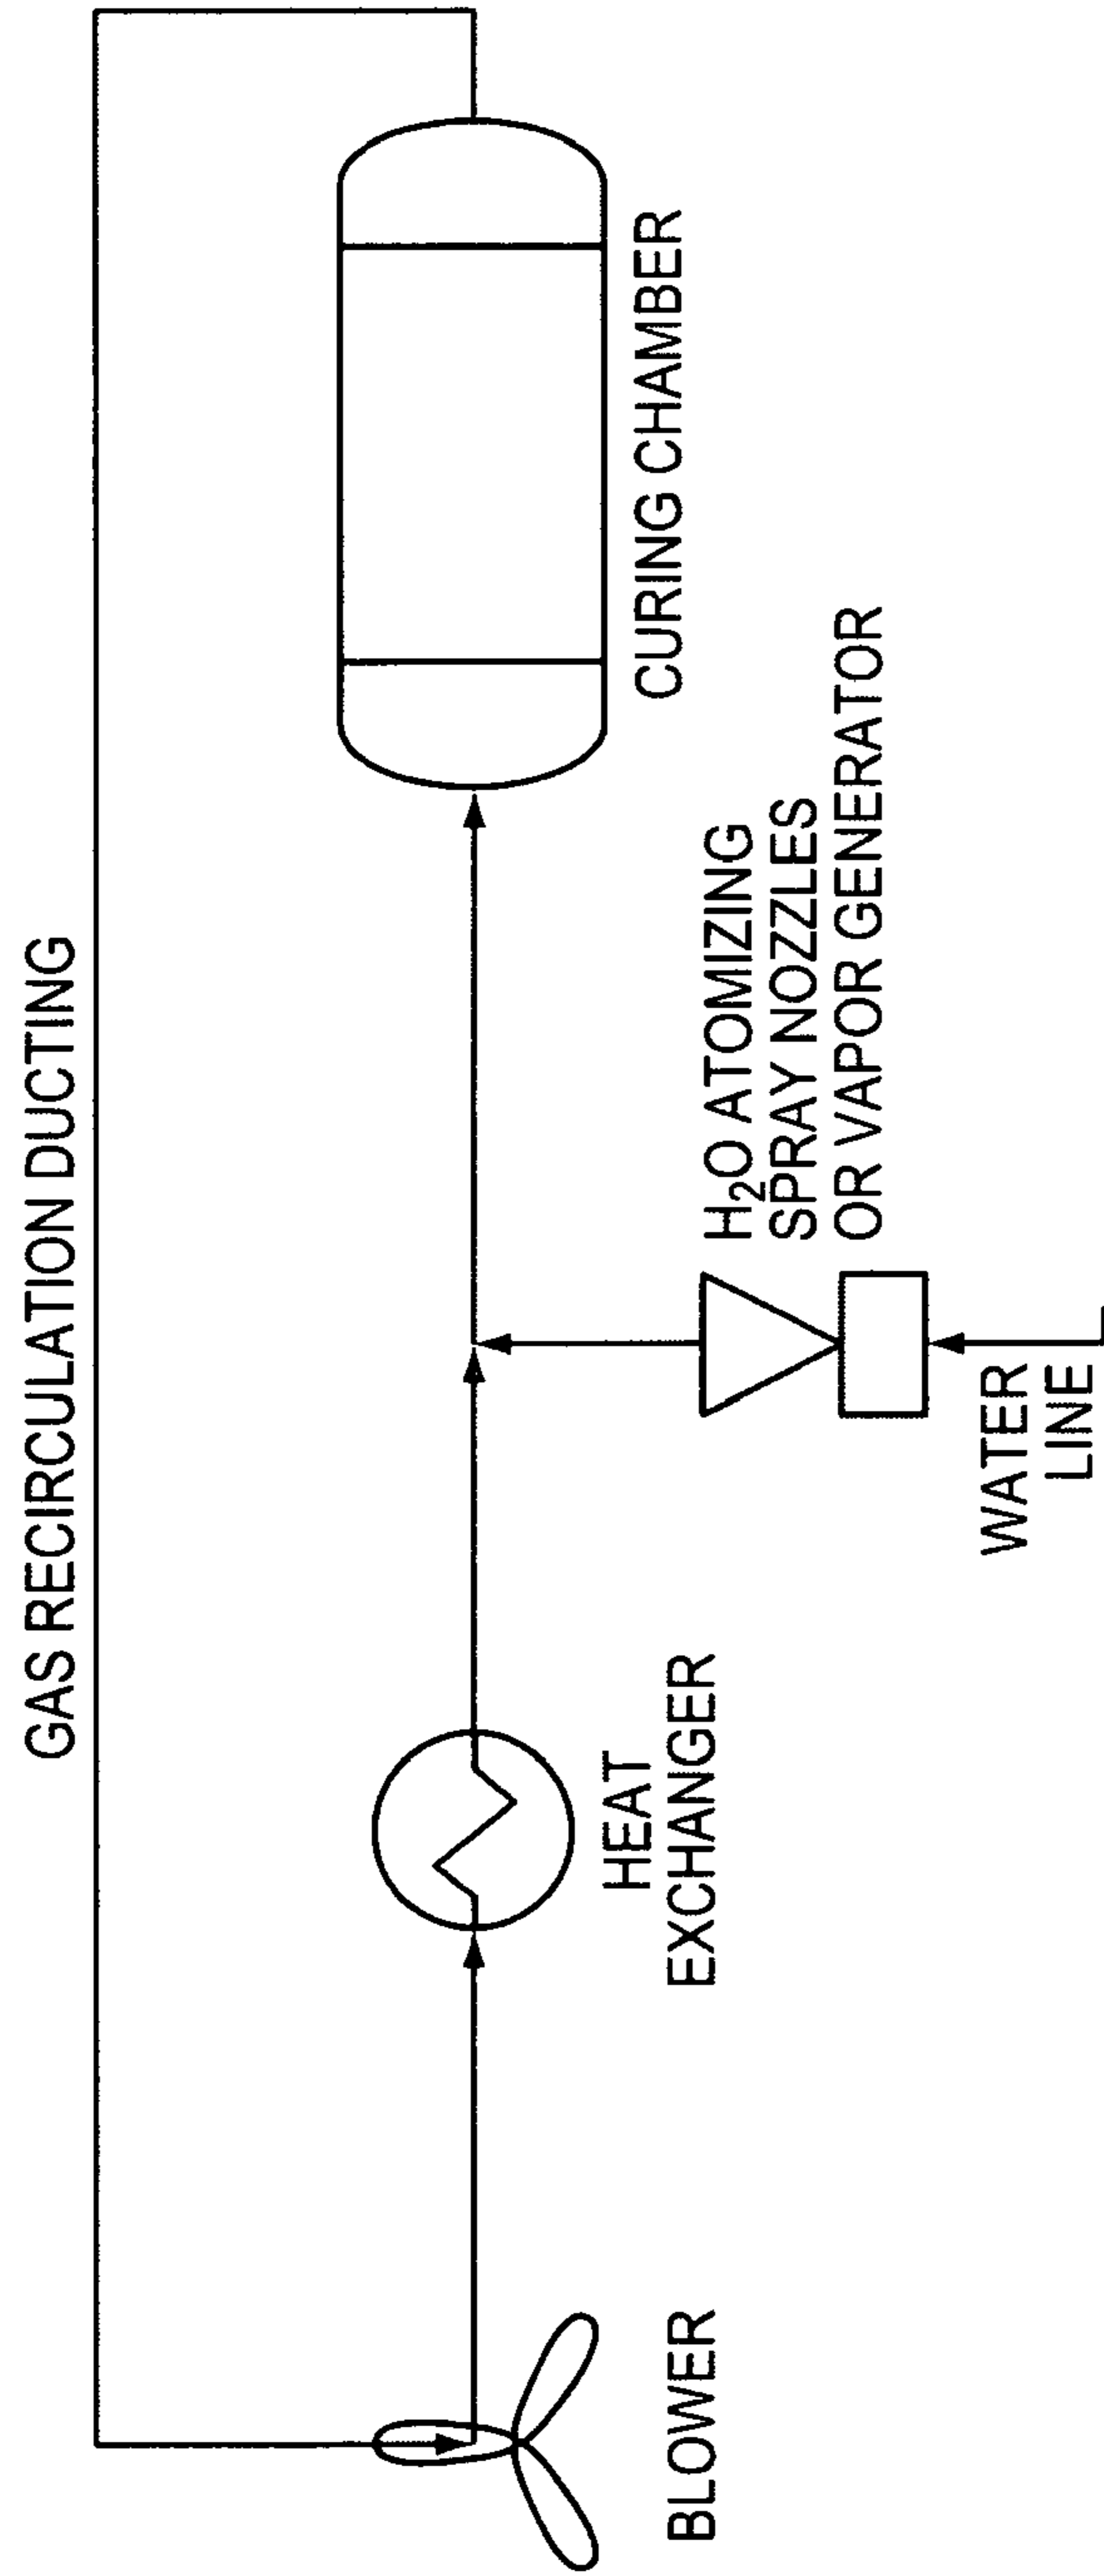 GAS RECIRCULATION DUCTING
CURING CHAMBER
H₂O ATOMIZING
SPRAY NOZZLES
OR VAPOR GENERATOR
WATER
LINE
HEAT
EXCHANGER
BLOWER